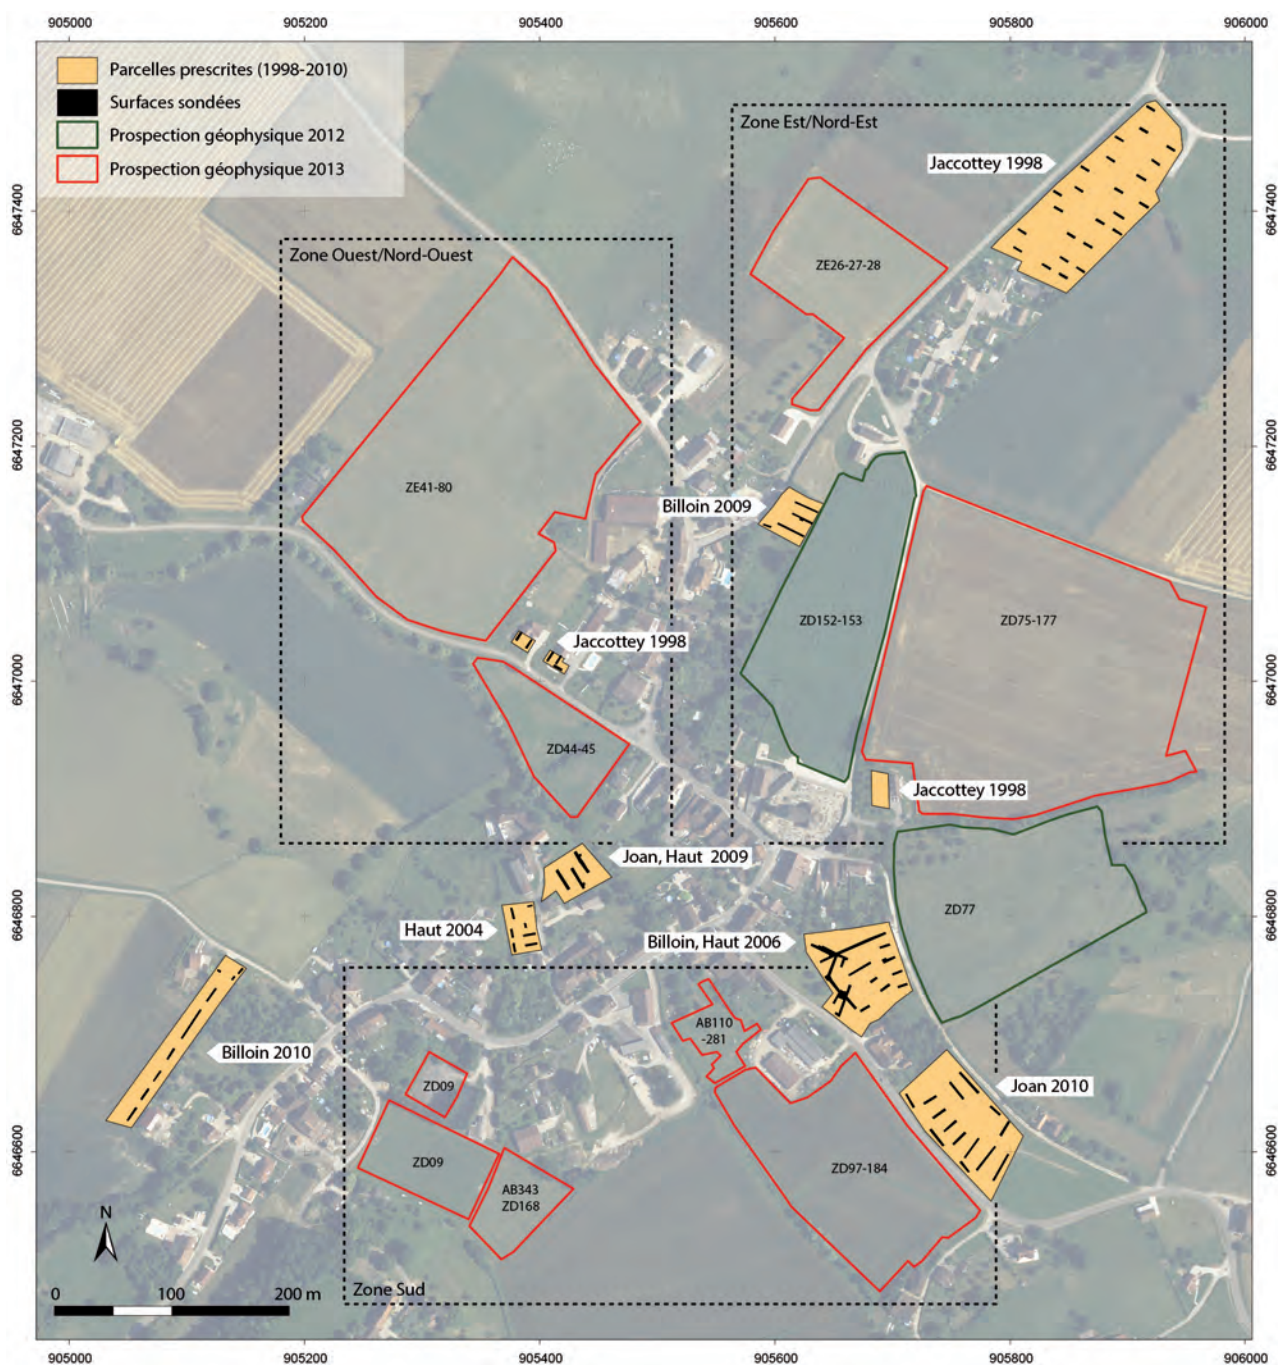 905000 905200 905400 905600 905800 906000
Parcelles prescrites (1998-2010)
Surfaces sondées
Prospection géophysique 2012
Prospection géophysique 2013
Zone Est/Nord-Est
Jaccottey 1998
6647400 6647400
Zone Ouest/Nord-Ouest
ZE26-27-28
6647200 6647200
ZE41-80
Billoin 2009
ZD152-153
ZD75-177
Jaccottey 1998
6647000 6647000
ZD44-45
Jaccottey 1998
Joan, Haut 2009
ZD77
6646800 6646800
Haut 2004
Billoin, Haut 2006
AB110
-281
Billoin 2010
ZD09
Joan 2010
6646600 6646600
ZD09
ZD97-184
AB343
ZD168
N
Zone Sud
0 100 200 m
905000 905200 905400 905600 905800 906000